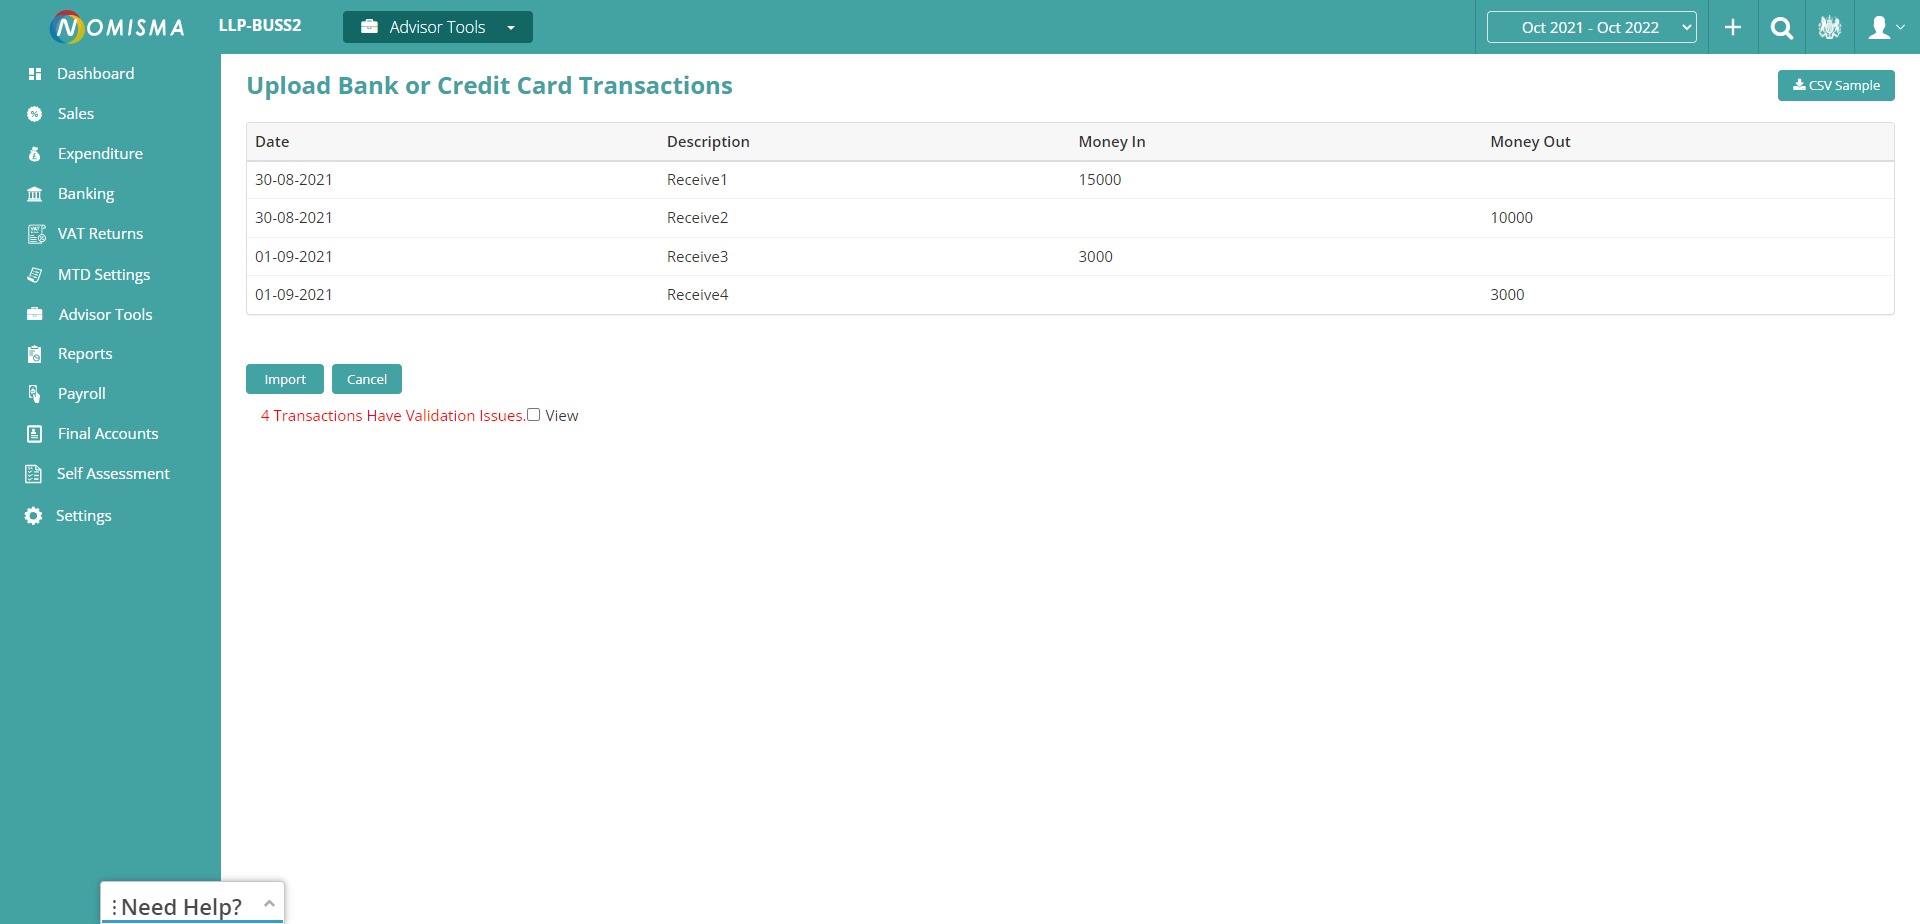 NOMISMA LLP-BUSS2 Advisor Tools Oct 2021 - Oct 2022
Dashboard
Sales
Expenditure
Banking
VAT Returns
MTD Settings
Advisor Tools
Reports
Payroll
Final Accounts
Self Assessment
Settings
Upload Bank or Credit Card Transactions CSV Sample
Date Description Money In Money Out
30-08-2021 Receive1 15000
30-08-2021 Receive2 10000
01-09-2021 Receive3 3000
01-09-2021 Receive4 3000
Import Cancel
4 Transactions Have Validation Issues. View
Need Help?